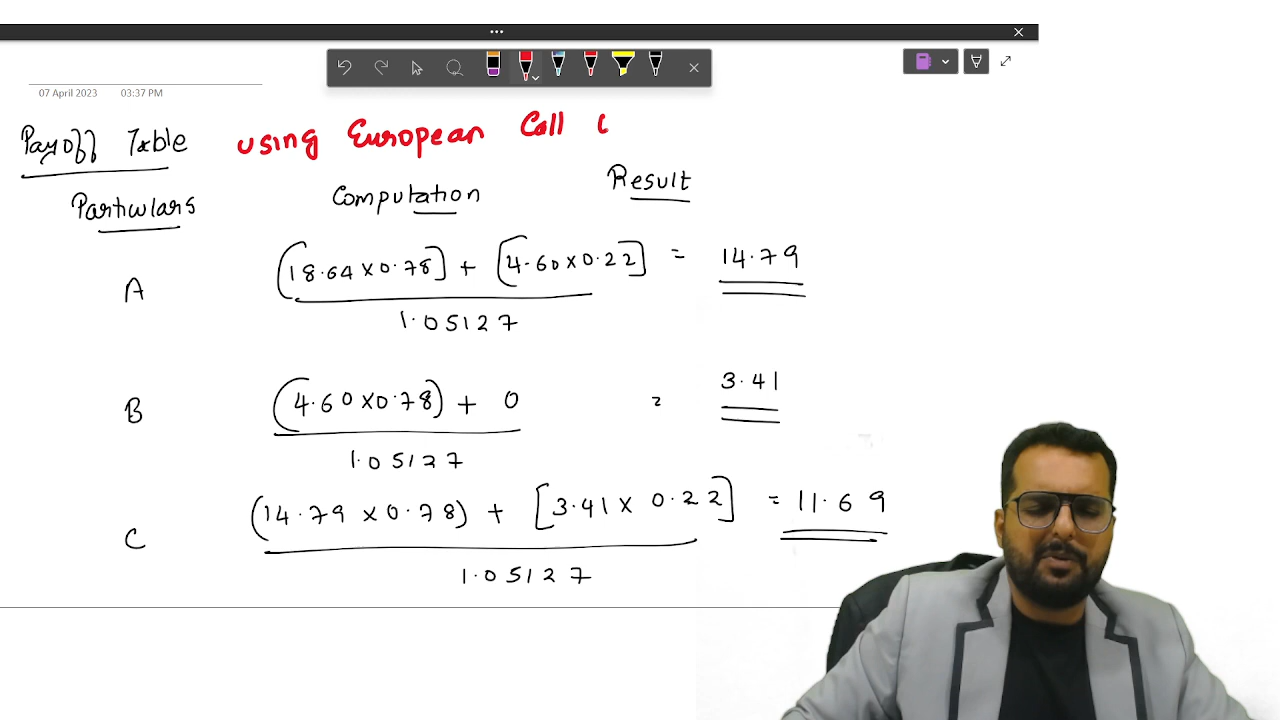 07 April 2023 03:37 PM
Payoff Table using European Call
Particulars Computation Result
A (18.64 x 0.78] + [4.60 x 0.22] = 14.79
1.05127
B (4.60 x 0.78) + 0 = 3.41
1.05127
C (14.79 x 0.78) + [3.41 x 0.22] = 11.69
1.05127